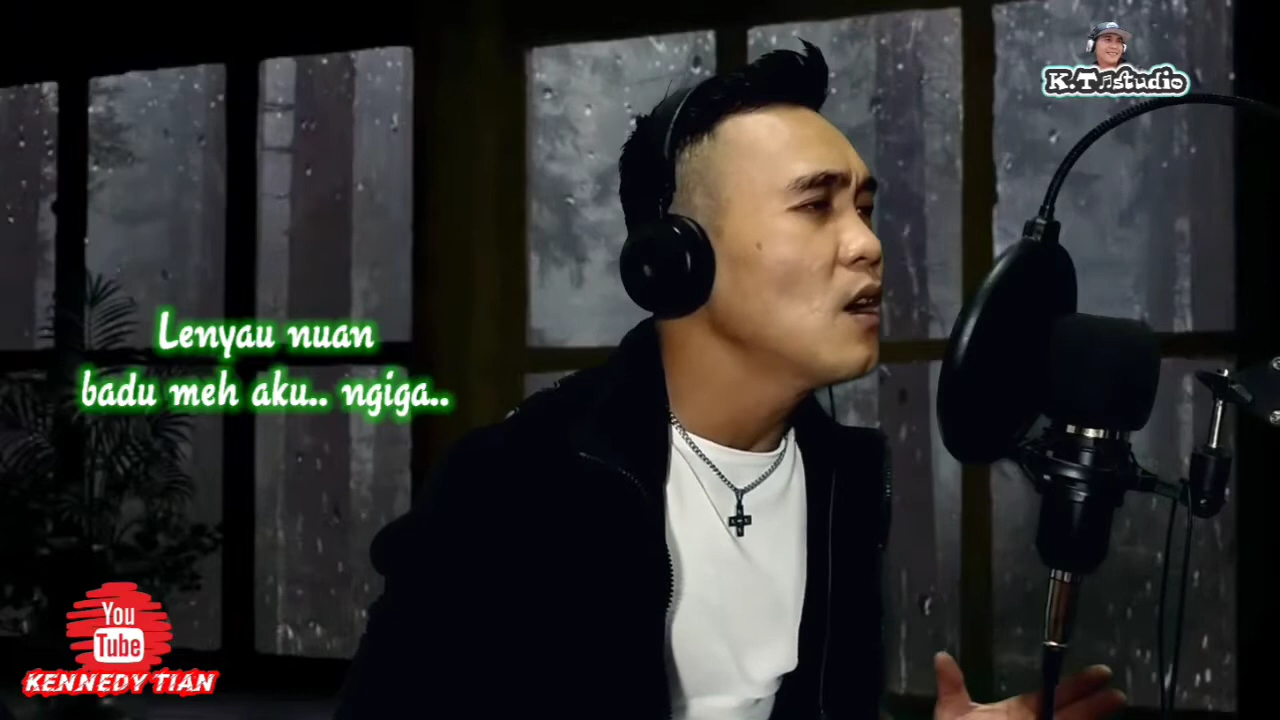 K.T♫studio
Lenyau nuan
badu meh aku.. ngiga..
You
Tube
KENNEDY TIAN